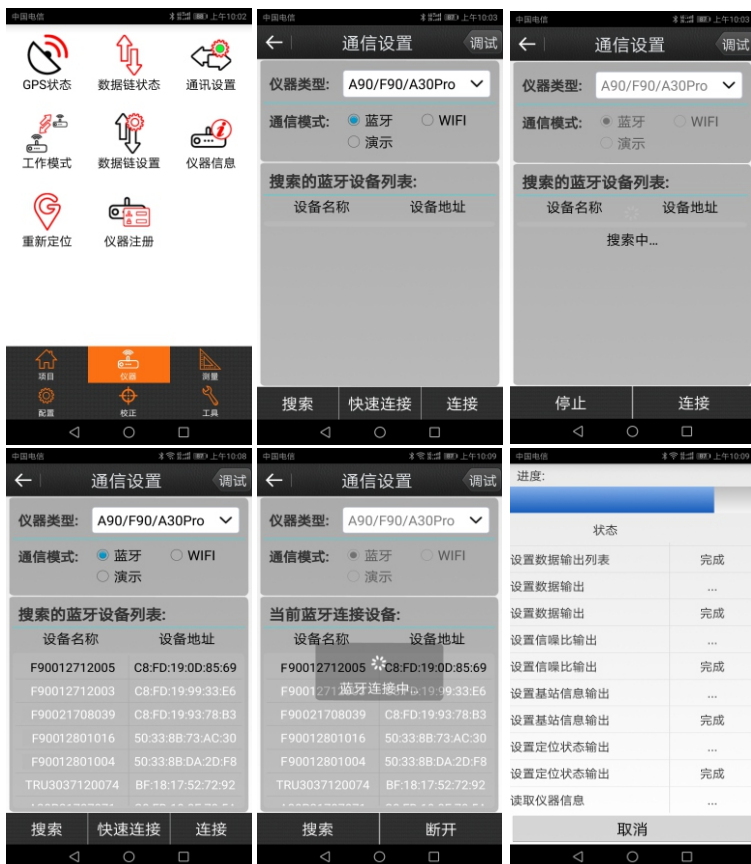 中国电信
上午10:02
GPS状态
数据链状态
通讯设置
工作模式
数据链设置
仪器信息
重新定位
仪器注册
项目
仪器
测量
配置
校正
工具
中国电信
上午10:03
通信设置
调试
仪器类型:
A90/F90/A30Pro
通信模式:
蓝牙
WIFI
演示
搜索的蓝牙设备列表:
设备名称
设备地址
搜索
快速连接
连接
中国电信
上午10:03
通信设置
调试
仪器类型:
A90/F90/A30Pro
通信模式:
蓝牙
WIFI
演示
搜索的蓝牙设备列表:
设备名称
设备地址
搜索中...
停止
连接
中国电信
上午10:08
通信设置
调试
仪器类型:
A90/F90/A30Pro
通信模式:
蓝牙
WIFI
演示
搜索的蓝牙设备列表:
设备名称
设备地址
F90012712005 C8:FD:19:0D:85:69
F90012712003 C8:FD:19:99:33:E6
F90021708039 C8:FD:19:93:78:B3
F90012801016 50:33:8B:73:AC:30
F90012801004 50:33:8B:DA:2D:F8
TRU3037120074 BF:18:17:52:72:92
搜索
快速连接
连接
中国电信
上午10:09
通信设置
调试
仪器类型:
A90/F90/A30Pro
通信模式:
蓝牙
WIFI
演示
当前蓝牙连接设备:
设备名称
设备地址
F90012712005 C8:FD:19:0D:85:69
蓝牙连接中...
F90021708039 C8:FD:19:93:78:B3
F90012801016 50:33:8B:73:AC:30
F90012801004 50:33:8B:DA:2D:F8
TRU3037120074 BF:18:17:52:72:92
搜索
断开
中国电信
上午10:09
进度:
状态
设置数据输出列表 完成
设置数据输出 ...
设置数据输出 完成
设置信噪比输出 ...
设置信噪比输出 完成
设置基站信息输出 ...
设置基站信息输出 完成
设置定位状态输出 ...
设置定位状态输出 完成
读取仪器信息 ...
取消